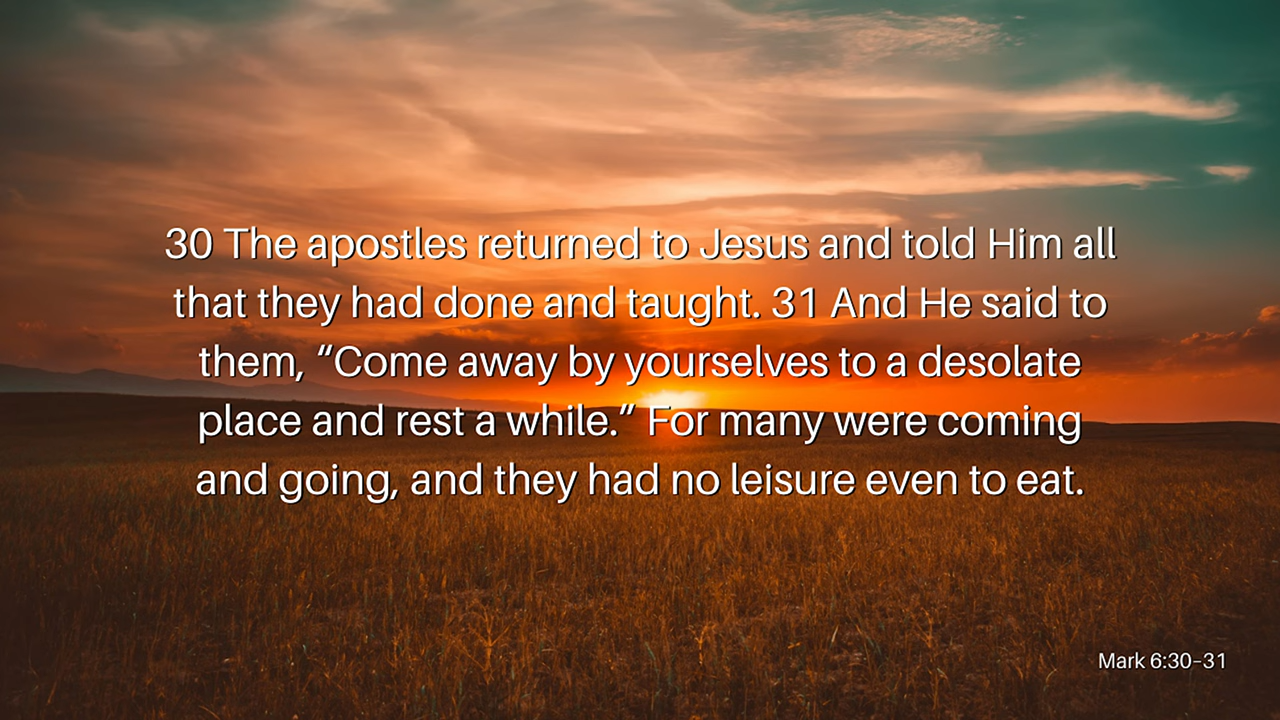 30 The apostles returned to Jesus and told Him all
that they had done and taught. 31 And He said to
them, “Come away by yourselves to a desolate
place and rest a while.” For many were coming
and going, and they had no leisure even to eat.
Mark 6:30–31